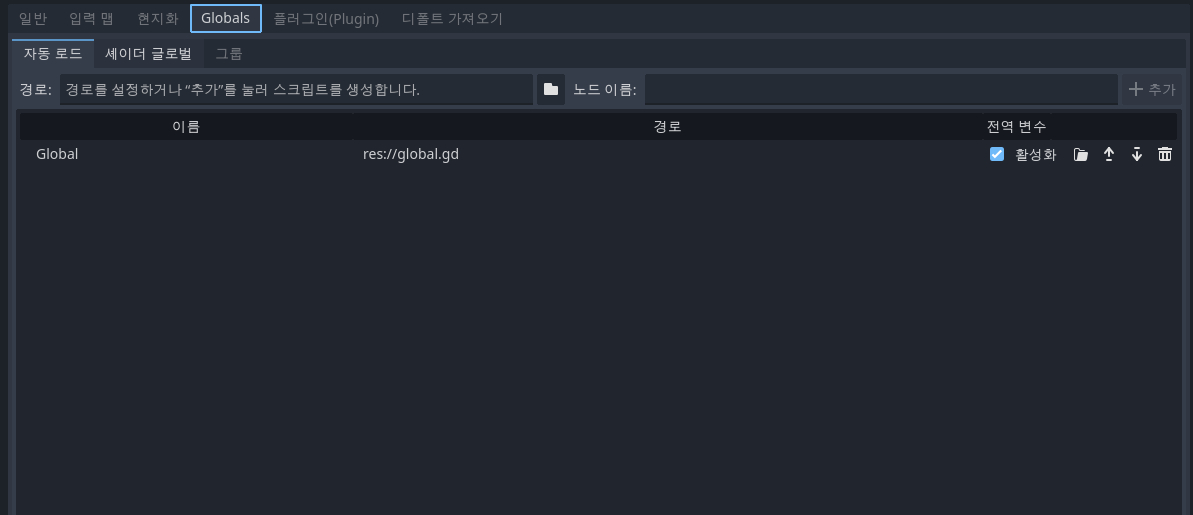 일반 입력 맵 현지화 Globals 플러그인(Plugin) 디폴트 가져오기
자동 로드 셰이더 글로벌 그룹
경로: 경로를 설정하거나 “추가”를 눌러 스크립트를 생성합니다. 노드 이름: 추가
이름 경로 전역 변수
Global res://global.gd 활성화